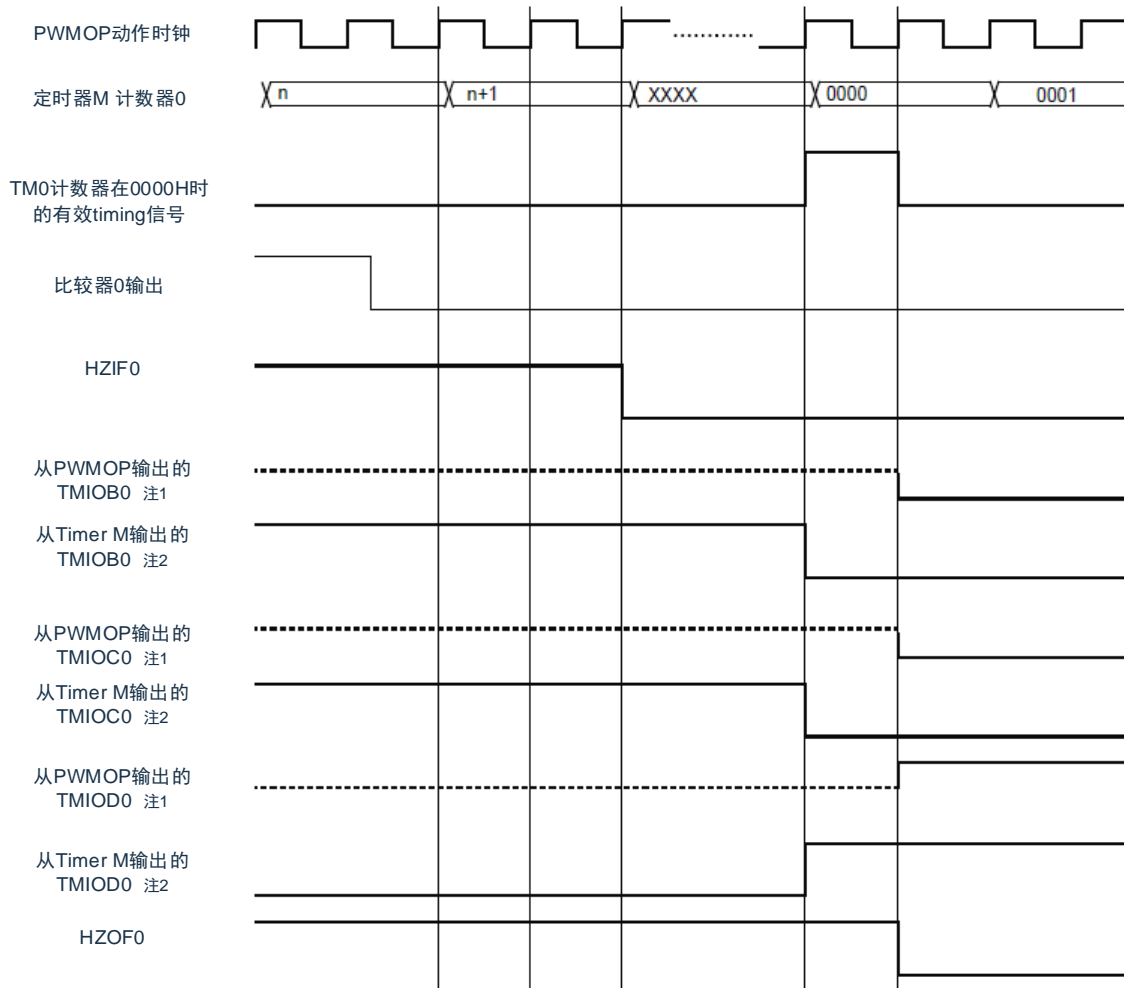 PWMOP动作时钟
定时器M 计数器0
n
n+1
XXXX
0000
0001
TM0计数器在0000H时
的有效timing信号
比较器0输出
HZIF0
从PWMOP输出的
TMIOB0 注1
从Timer M输出的
TMIOB0 注2
从PWMOP输出的
TMIOC0 注1
从Timer M输出的
TMIOC0 注2
从PWMOP输出的
TMIOD0 注1
从Timer M输出的
TMIOD0 注2
HZOF0